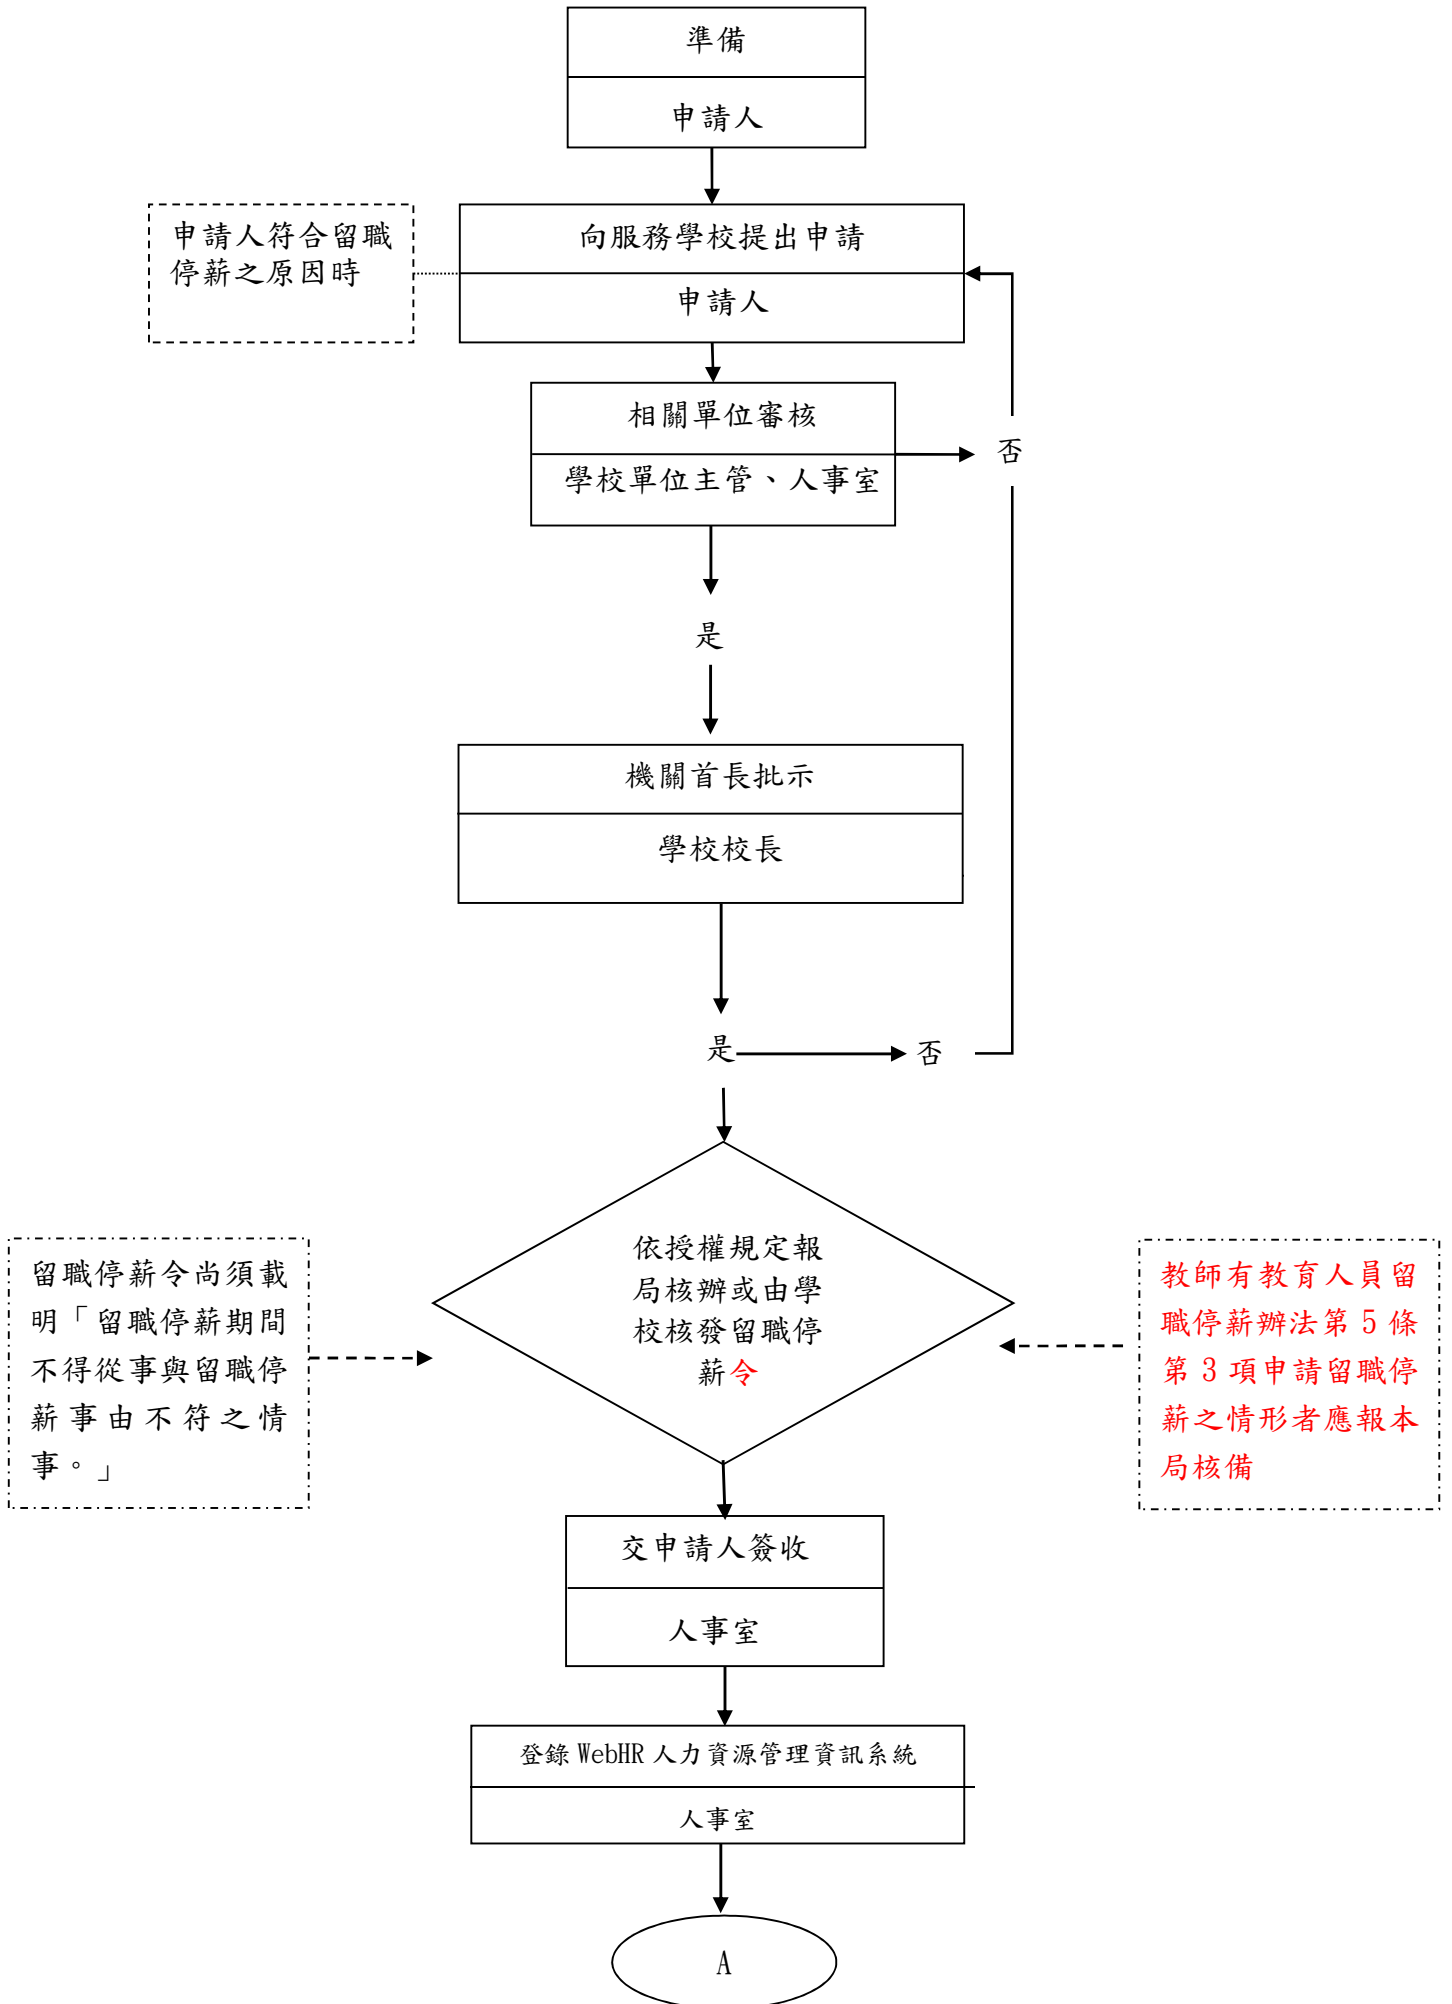 準備
申請人
申請人符合留職
停薪之原因時
向服務學校提出申請
申請人
相關單位審核
學校單位主管、人事室
否
是
機關首長批示
學校校長
是
否
依授權規定報
局核辦或由學
校核發留職停
薪令
留職停薪令尚須載
明「留職停薪期間
不得從事與留職停
薪事由不符之情
事。」
教師有教育人員留
職停薪辦法第 5 條
第 3 項申請留職停
薪之情形者應報本
局核備
交申請人簽收
人事室
登錄 WebHR 人力資源管理資訊系統
人事室
A